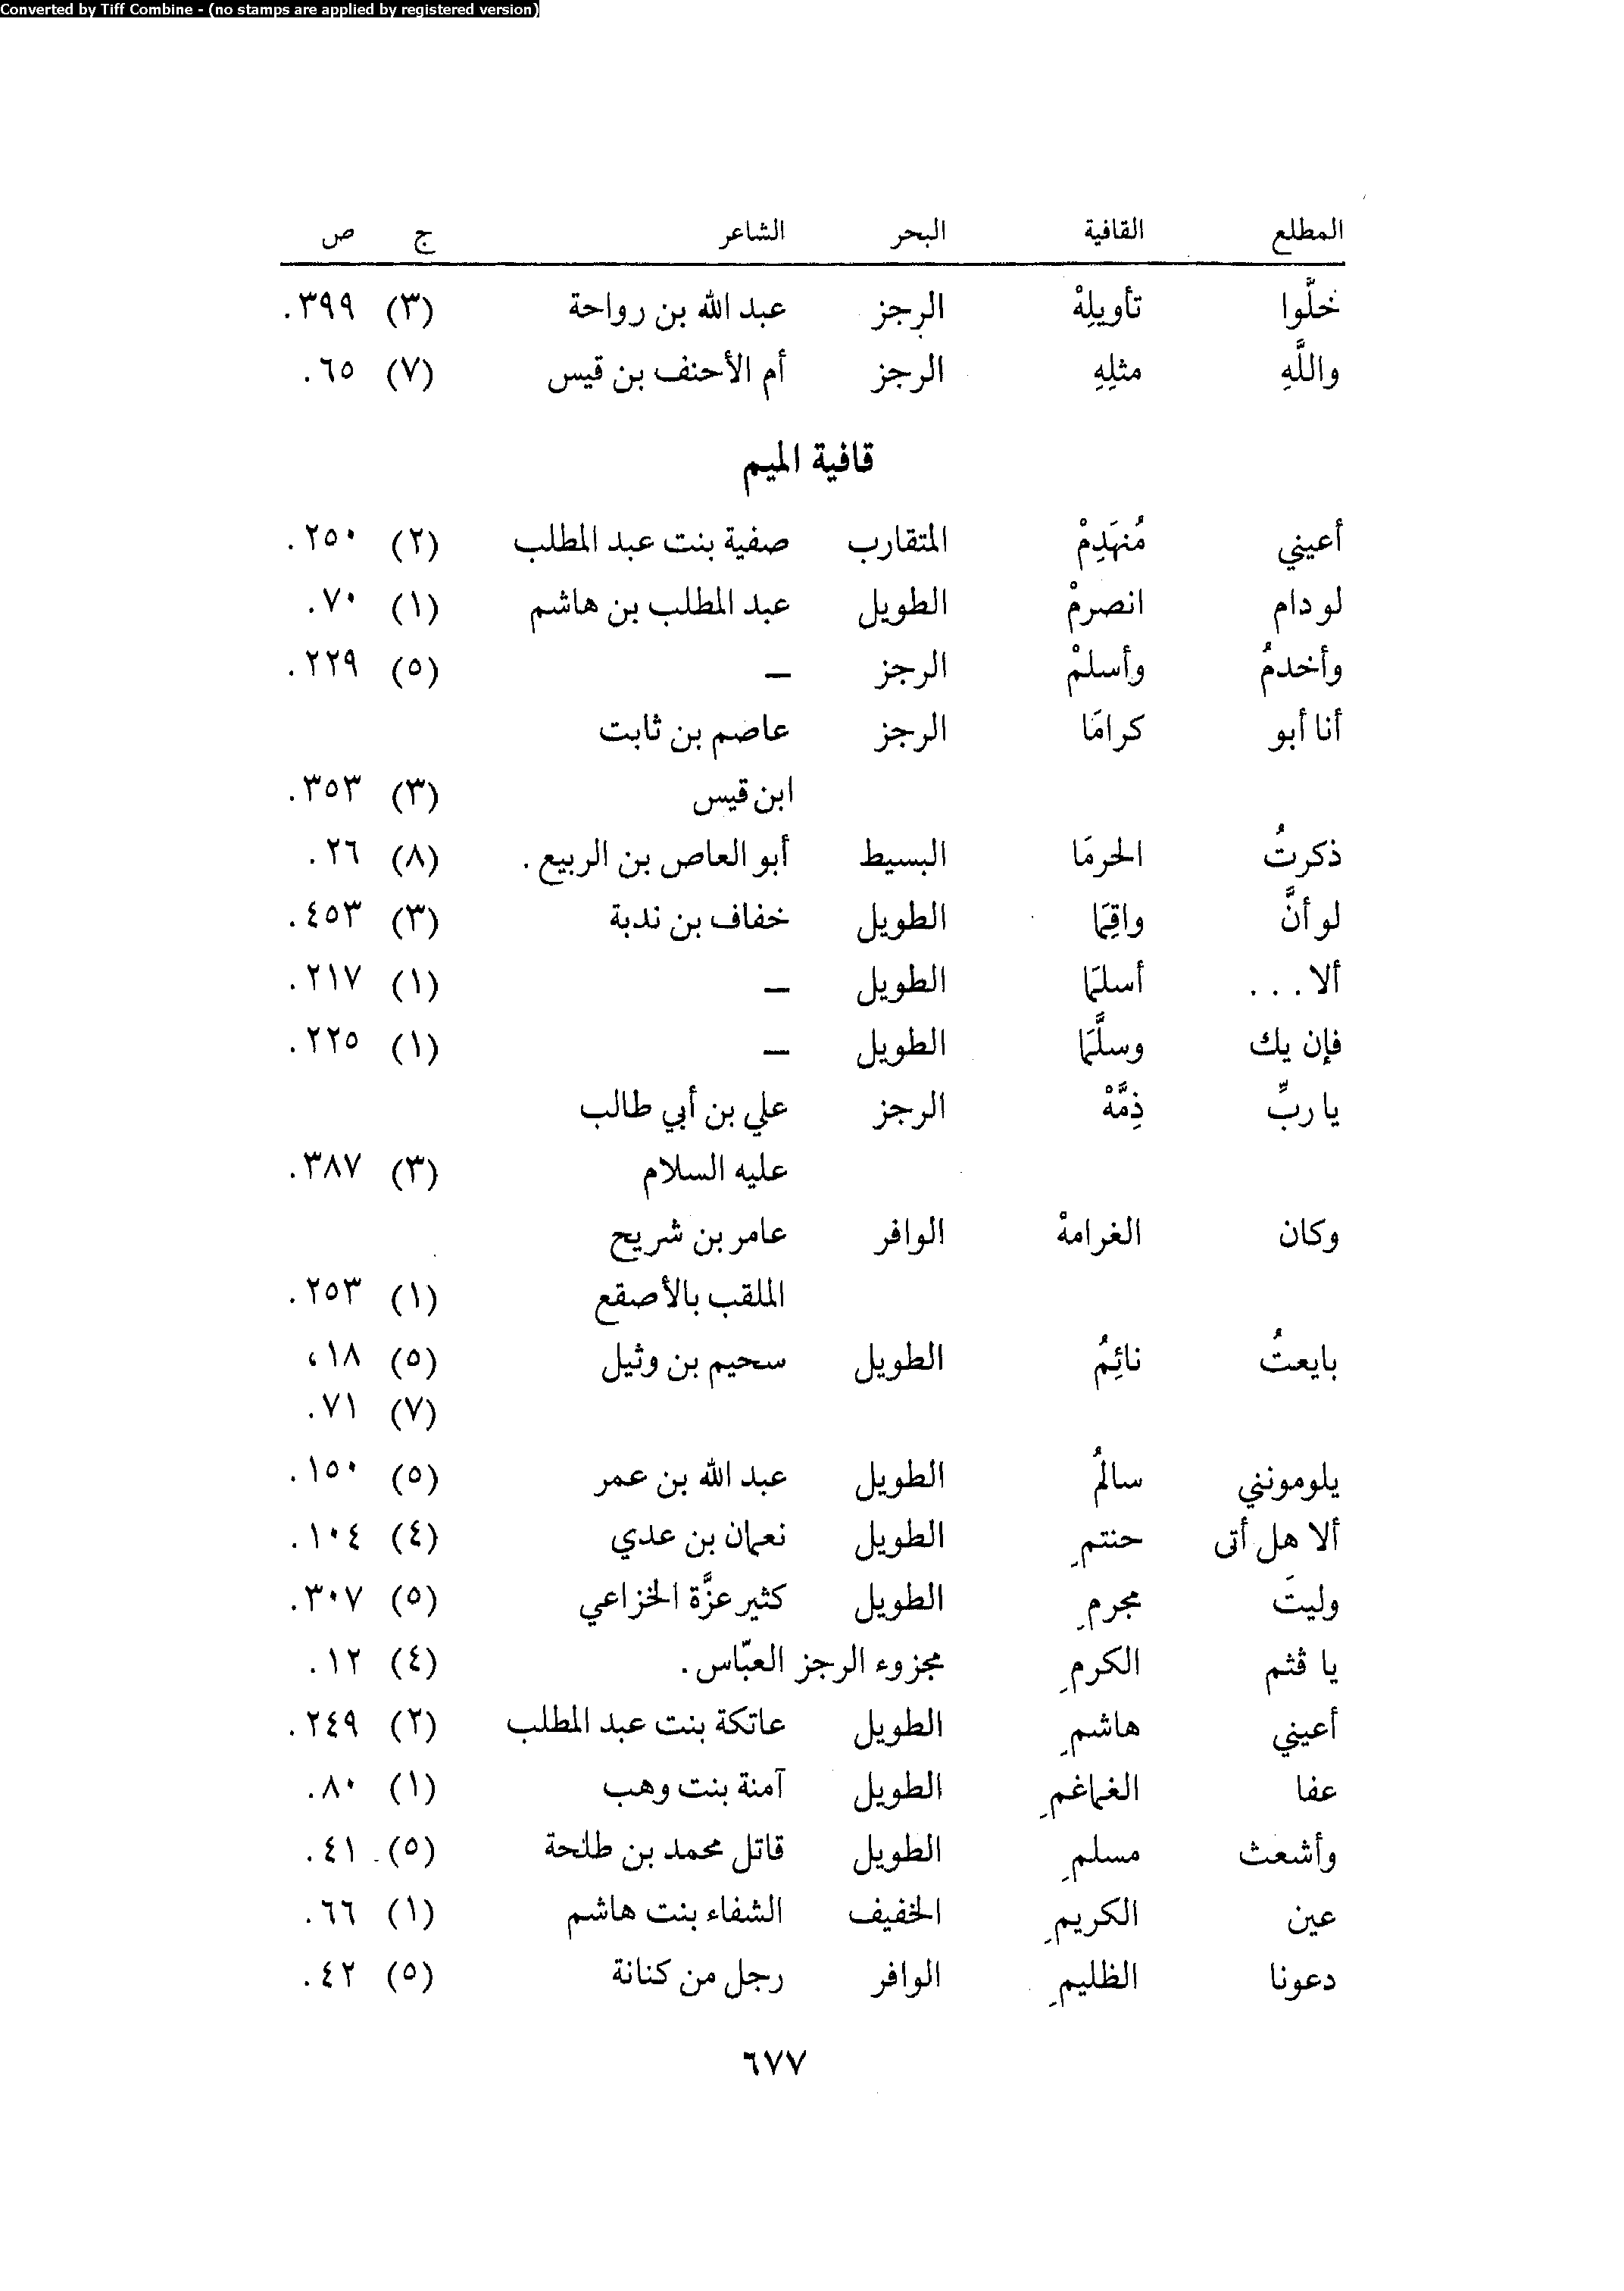 Converted by Tiff Combine - (no stamps are applied by registered version)
المطلع القافية البحر الشاعر ج ص
خلُّوا تأويلِهْ الرجز عبد الله بن رواحة (٣) ٣٩٩.
واللَّهِ مثلِهِ الرجز أم الأحنف بن قيس (٧) ٦٥.
قافية الميم
أعيني مُنهَدِمْ المتقارب صفية بنت عبد المطلب (٢) ٢٥٠.
لو دام انصرمْ الطويل عبد المطلب بن هاشم (١) ٧٠.
وأخدمُ وأسلمْ الرجز – (٥) ٢٢٩.
أنا أبو كرامَا الرجز عاصم بن ثابت
ابن قيس (٣) ٣٥٣.
ذكرتُ الحرمَا البسيط أبو العاص بن الربيع. (٨) ٢٦.
لو أنَّ واقِمَا الطويل خفاف بن ندبة (٣) ٤٥٣.
ألا... أسلمَا الطويل – (١) ٢١٧.
فإن يك وسلَّمَا الطويل – (١) ٢٢٥.
يا ربِّ ذِمَّهْ الرجز علي بن أبي طالب
عليه السلام (٣) ٣٨٧.
وكان الغرامهْ الوافر عامر بن شريح
الملقب بالأصقع (١) ٢٥٣.
بايعتُ نائِمُ الطويل سحيم بن وثيل (٥) ١٨،
(٧) ٧١.
يلومونني سالمُ الطويل عبد الله بن عمر (٥) ١٥٠.
ألا هل أتى حنتمِ الطويل نعمان بن عدي (٤) ١٠٤.
وليتَ مجرمِ الطويل كثير عزَّة الخزاعي (٥) ٣٠٧.
يا قثم الكرمِ مجزوء الرجز العبّاس. (٤) ١٢.
أعيني هاشمِ الطويل عاتكة بنت عبد المطلب (٢) ٢٤٩.
عفا الغماغمِ الطويل آمنة بنت وهب (١) ٨٠.
وأشعث مسلمِ الطويل قاتل محمد بن طلحة (٥) ٤١.
عين الكريمِ الخفيف الشفاء بنت هاشم (١) ٦٦.
دعونا الظليمِ الوافر رجل من كنانة (٥) ٤٢.
٦٧٧